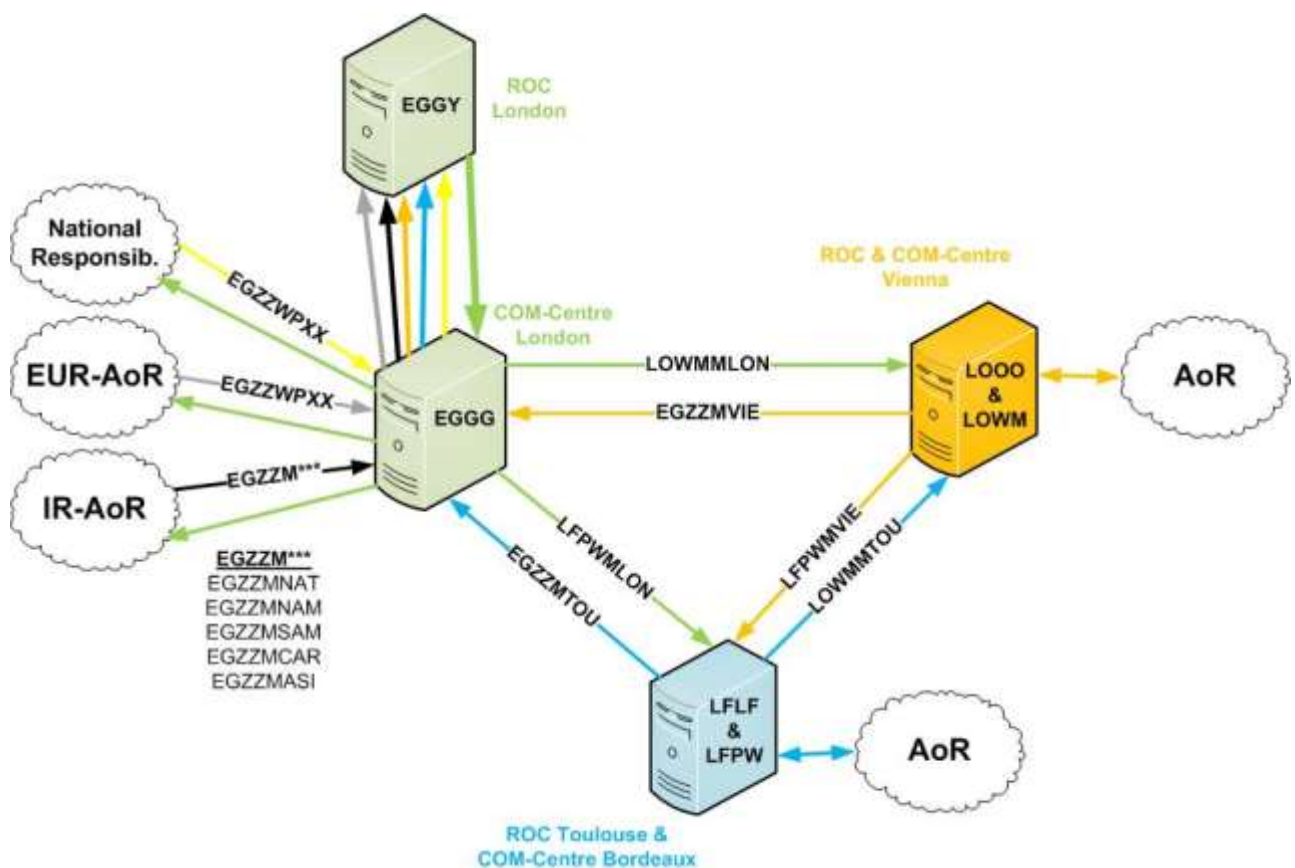 EGGY
ROC
London
National
Responsib.
EGZZWPXX
ROC & COM-Centre
Vienna
COM-Centre
London
EUR-AoR
EGZZWPXX
EGGG
LOWMMLON
EGZZMVIE
LOOO
&
LOWM
AoR
IR-AoR
EGZZM***
EGZZM***
EGZZMNAT
EGZZMNAM
EGZZMSAM
EGZZMCAR
EGZZMASI
LFPWMLON
EGZZMTOU
LFPWMVIE
LOWMMTOU
LFLF
&
LFPW
AoR
ROC Toulouse &
COM-Centre Bordeaux